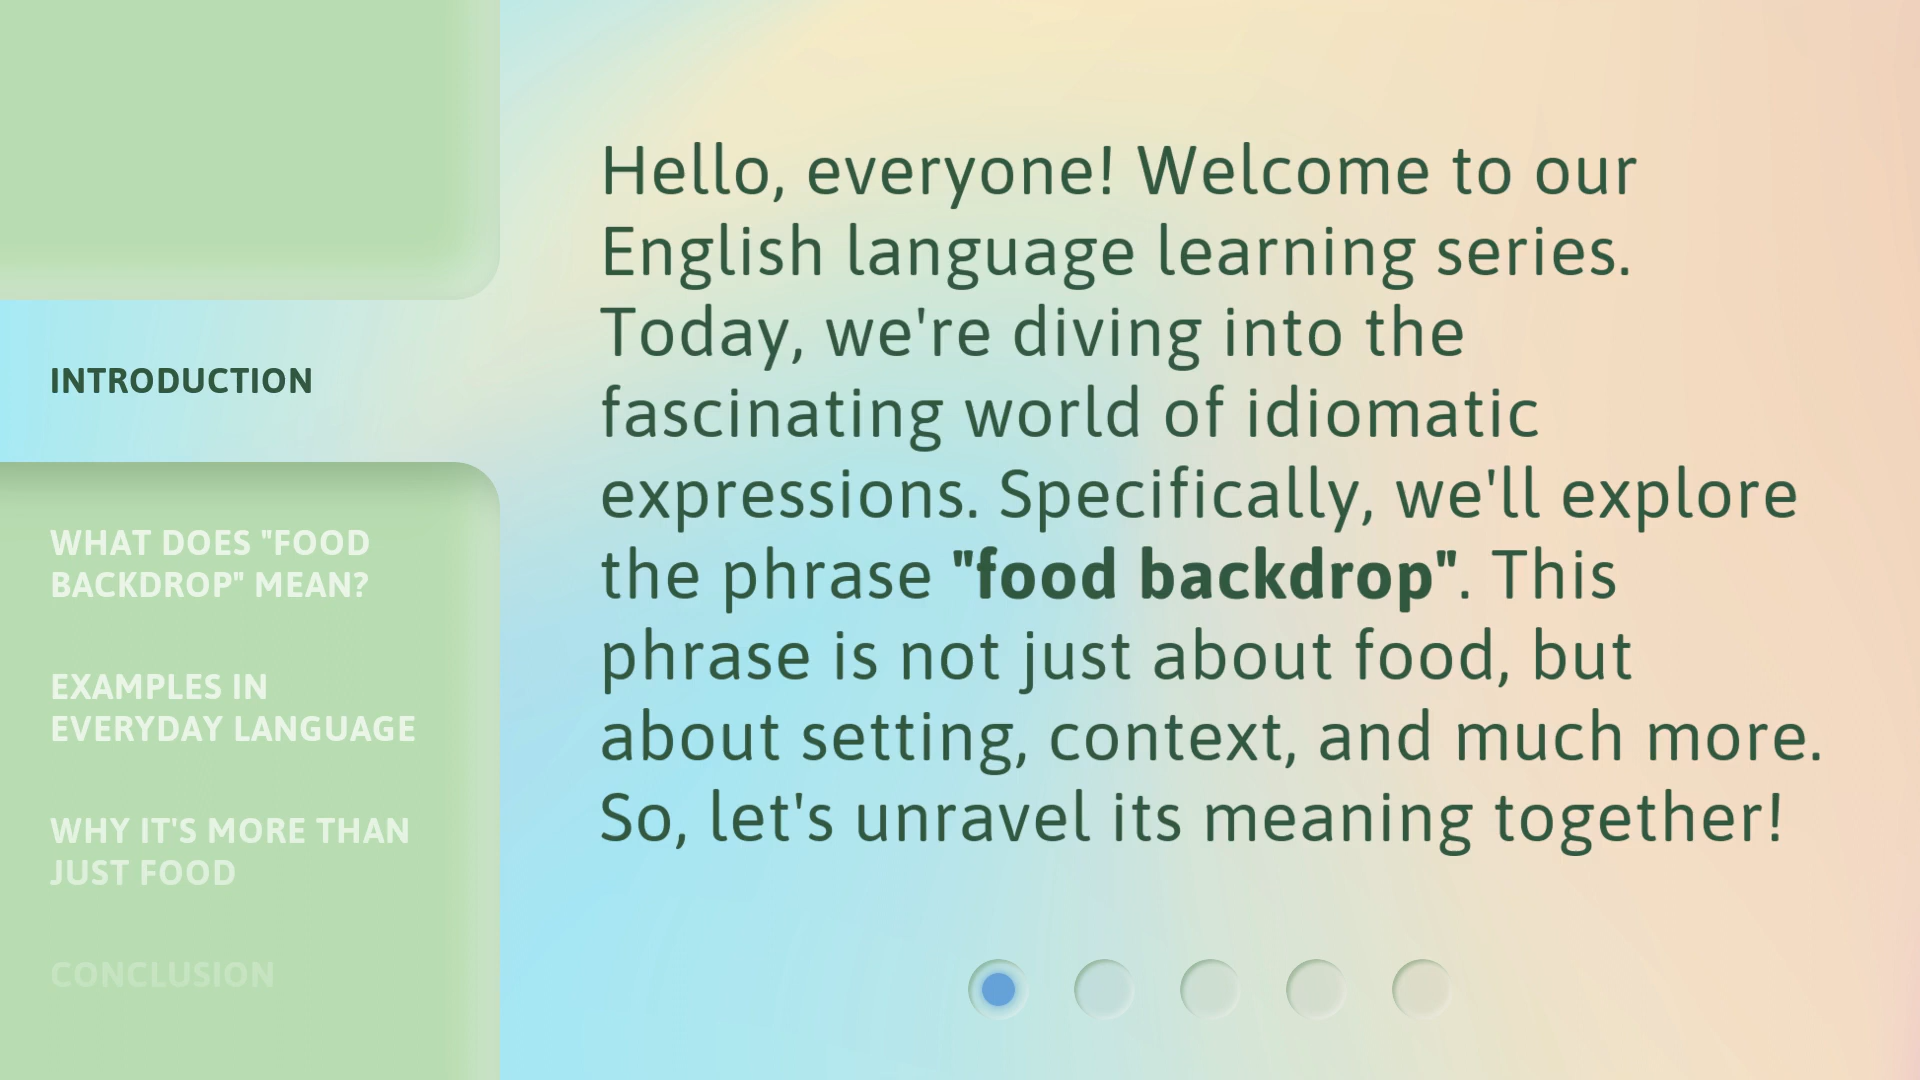 INTRODUCTION
WHAT DOES "FOOD
BACKDROP" MEAN?
EXAMPLES IN
EVERYDAY LANGUAGE
WHY IT'S MORE THAN
JUST FOOD
CONCLUSION
Hello, everyone! Welcome to our
English language learning series.
Today, we're diving into the
fascinating world of idiomatic
expressions. Specifically, we'll explore
the phrase "food backdrop". This
phrase is not just about food, but
about setting, context, and much more.
So, let's unravel its meaning together!